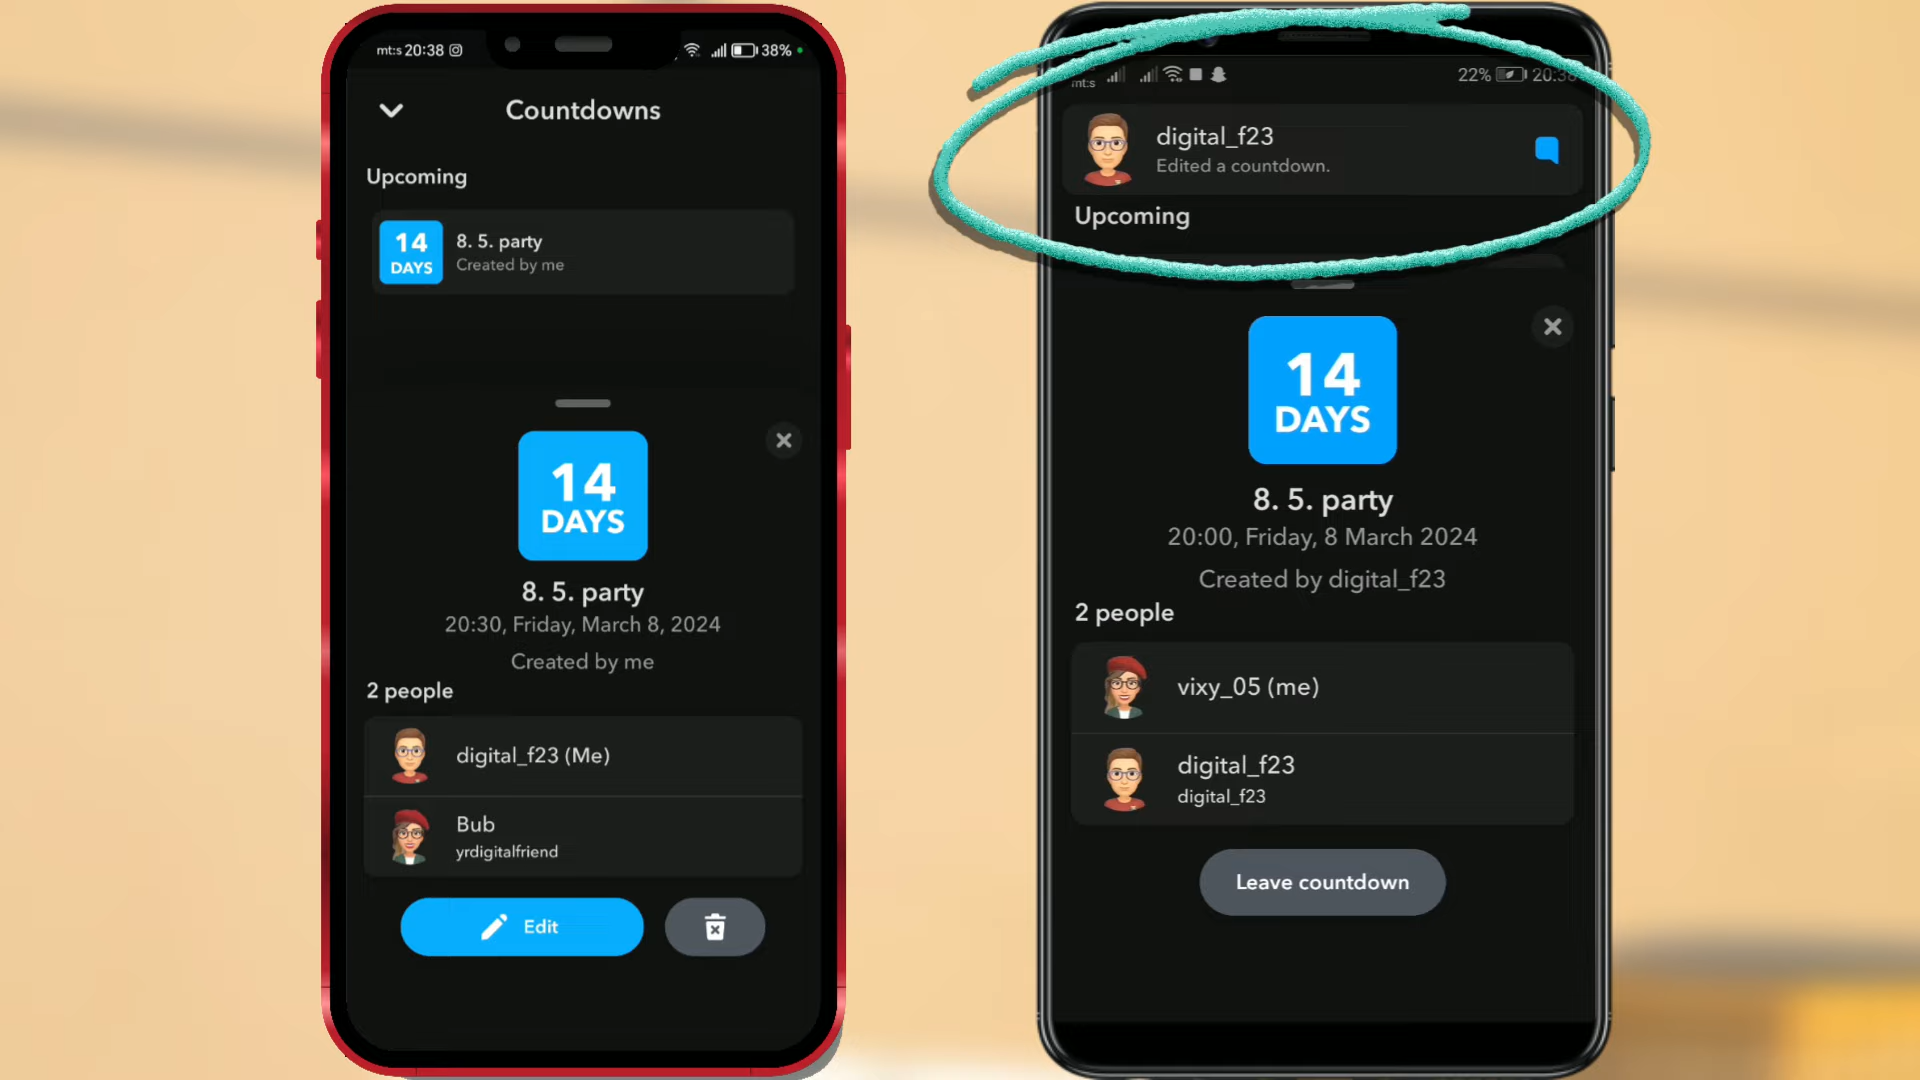 mt:s 20:38
38%
Countdowns
Upcoming
14
DAYS
8. 5. party
Created by me
14
DAYS
8. 5. party
20:30, Friday, March 8, 2024
Created by me
2 people
digital_f23 (Me)
Bub
yrdigitalfriend
Edit
mt:s
22% 20:38
digital_f23
Edited a countdown.
Upcoming
14
DAYS
8. 5. party
20:00, Friday, 8 March 2024
Created by digital_f23
2 people
vixy_05 (me)
digital_f23
digital_f23
Leave countdown